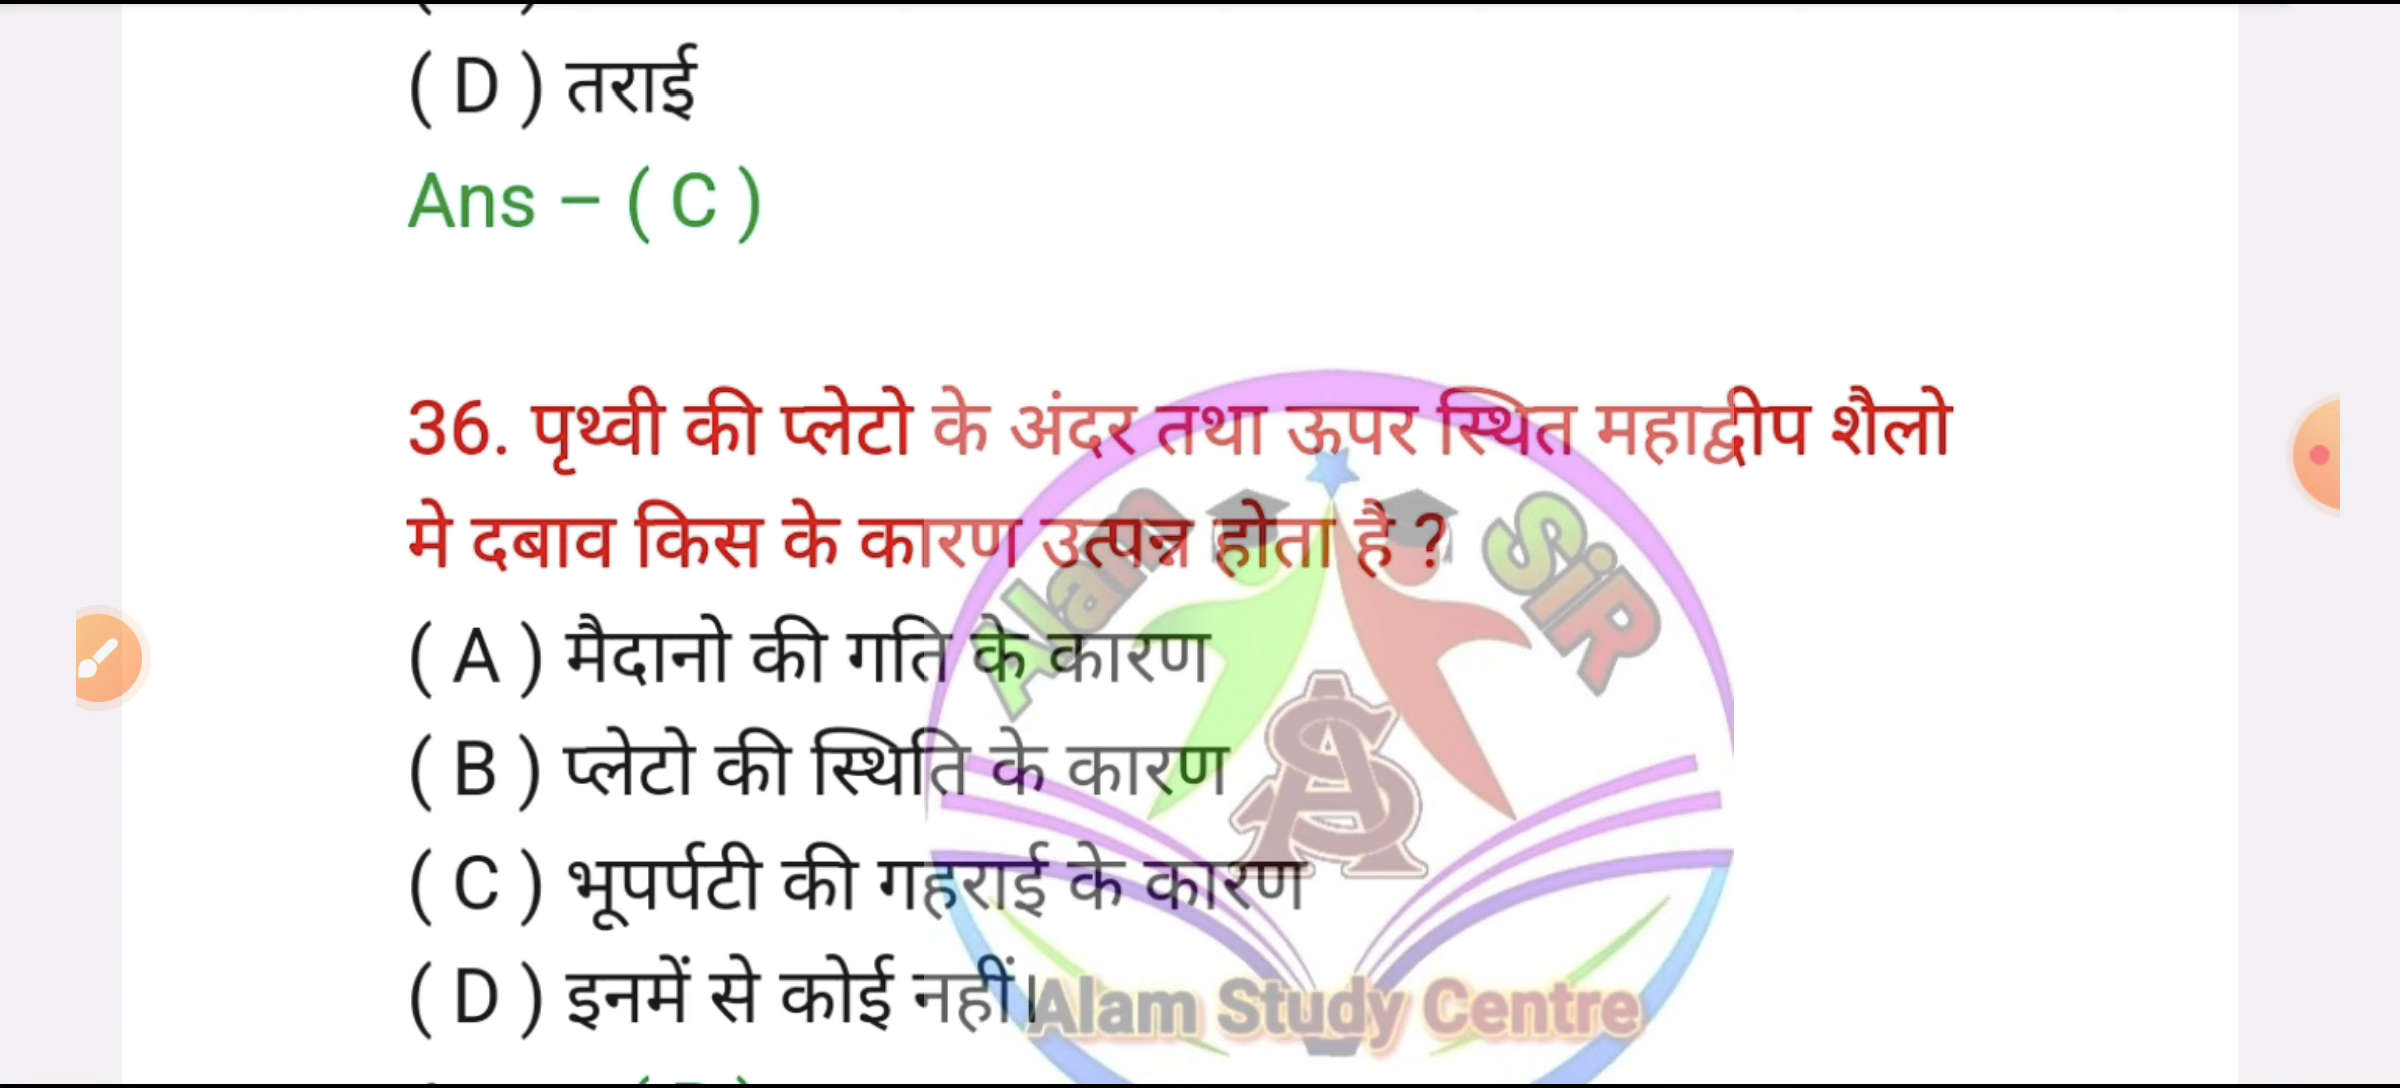 ( D ) तराई
Ans – ( C )
36. पृथ्वी की प्लेटो के अंदर तथा ऊपर स्थित महाद्वीप शैलो
मे दबाव किस के कारण उत्पन्न होता है ?
( A ) मैदानो की गति के कारण
( B ) प्लेटो की स्थिति के कारण
( C ) भूपर्पटी की गहराई के कारण
( D ) इनमें से कोई नहीं।
Alam SiR
AS
Alam Study Centre